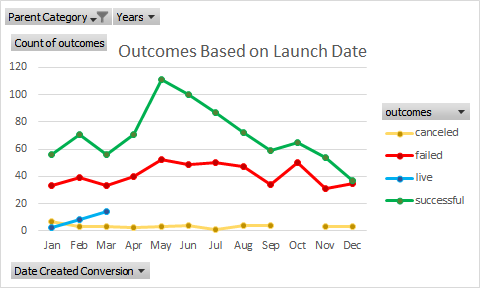 Parent Category Years
Count of outcomes
Outcomes Based on Launch Date
120
100
80
60
40
20
0
Jan Feb Mar Apr May Jun Jul Aug Sep Oct Nov Dec
outcomes
canceled
failed
live
successful
Date Created Conversion